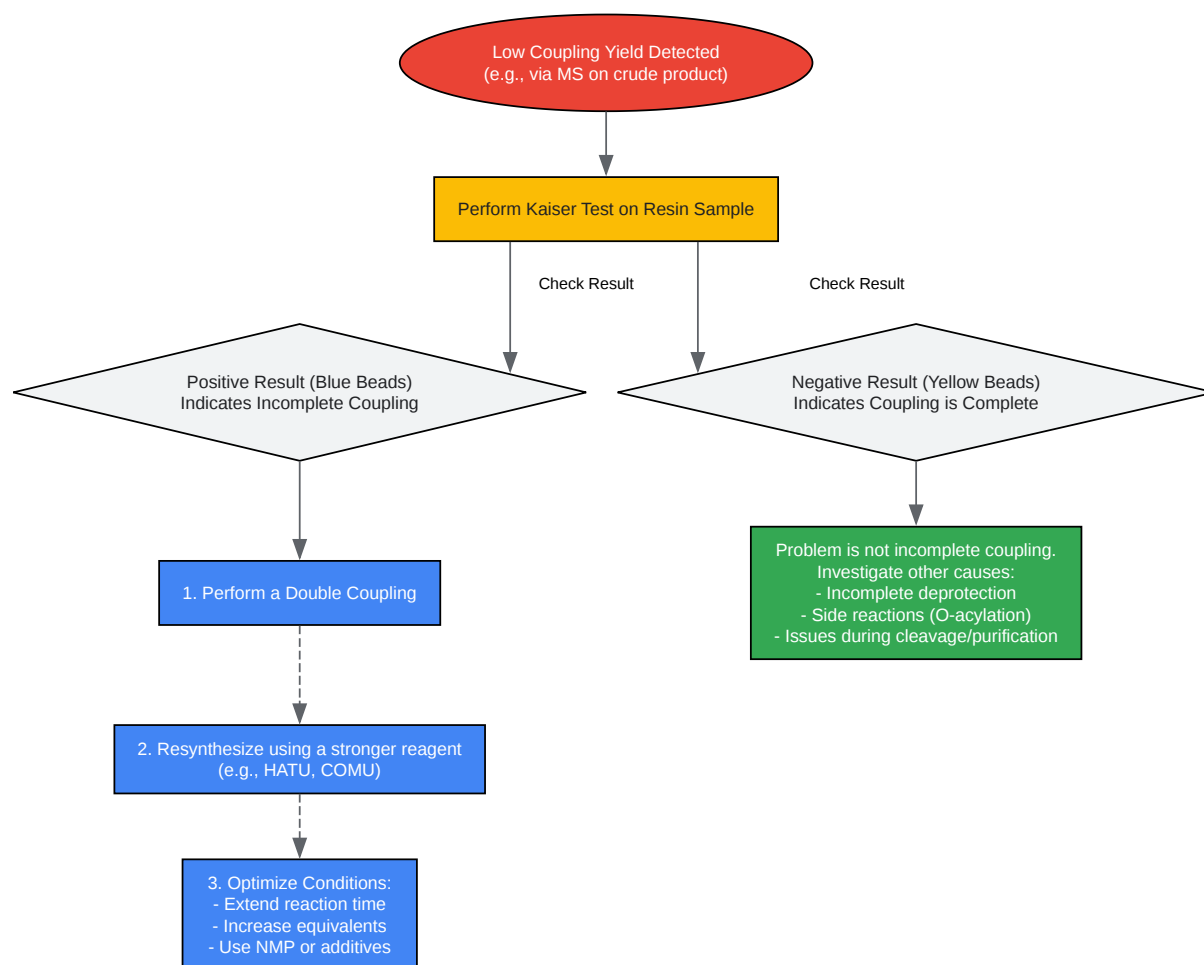 Low Coupling Yield Detected
(e.g., via MS on crude product)
Perform Kaiser Test on Resin Sample
Check Result
Check Result
Positive Result (Blue Beads)
Indicates Incomplete Coupling
Negative Result (Yellow Beads)
Indicates Coupling is Complete
1. Perform a Double Coupling
Problem is not incomplete coupling.
Investigate other causes:
- Incomplete deprotection
- Side reactions (O-acylation)
- Issues during cleavage/purification
2. Resynthesize using a stronger reagent
(e.g., HATU, COMU)
3. Optimize Conditions:
- Extend reaction time
- Increase equivalents
- Use NMP or additives